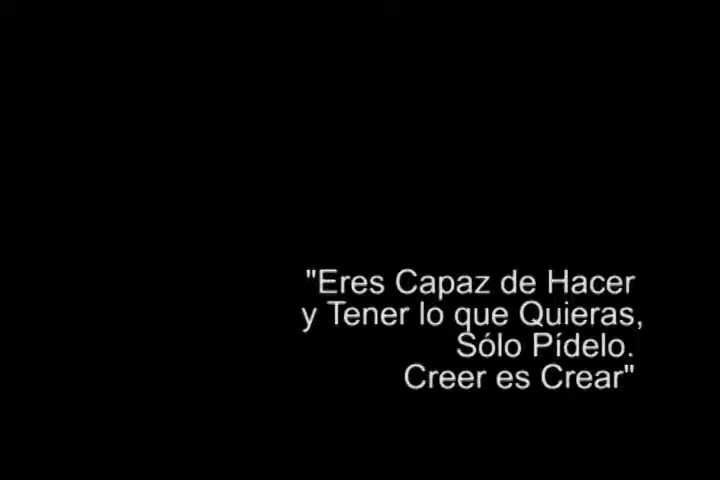 "Eres Capaz de Hacer
y Tener lo que Quieras,
Sólo Pídelo.
Creer es Crear"